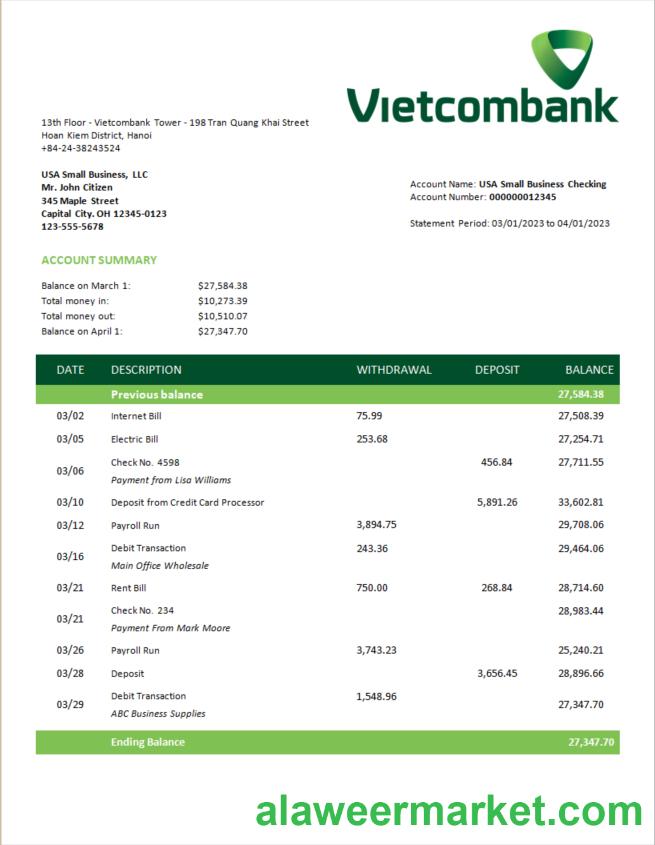 Vietcombank
13th Floor - Vietcombank Tower - 198 Tran Quang Khai Street
Hoan Kiem District, Hanoi
+84-24-38243524
USA Small Business, LLC
Mr. John Citizen
345 Maple Street
Capital City. OH 12345-0123
123-555-5678
Account Name: USA Small Business Checking
Account Number: 000000012345
Statement Period: 03/01/2023 to 04/01/2023
ACCOUNT SUMMARY
Balance on March 1: $27,584.38
Total money in: $10,273.39
Total money out: $10,510.07
Balance on April 1: $27,347.70
DATE DESCRIPTION WITHDRAWAL DEPOSIT BALANCE
Previous balance 27,584.38
03/02 Internet Bill 75.99 27,508.39
03/05 Electric Bill 253.68 27,254.71
03/06 Check No. 4598 456.84 27,711.55
Payment from Lisa Williams
03/10 Deposit from Credit Card Processor 5,891.26 33,602.81
03/12 Payroll Run 3,894.75 29,708.06
03/16 Debit Transaction 243.36 29,464.06
Main Office Wholesale
03/21 Rent Bill 750.00 268.84 28,714.60
03/21 Check No. 234 28,983.44
Payment From Mark Moore
03/26 Payroll Run 3,743.23 25,240.21
03/28 Deposit 3,656.45 28,896.66
03/29 Debit Transaction 1,548.96 27,347.70
ABC Business Supplies
Ending Balance 27,347.70
alaweermarket.com